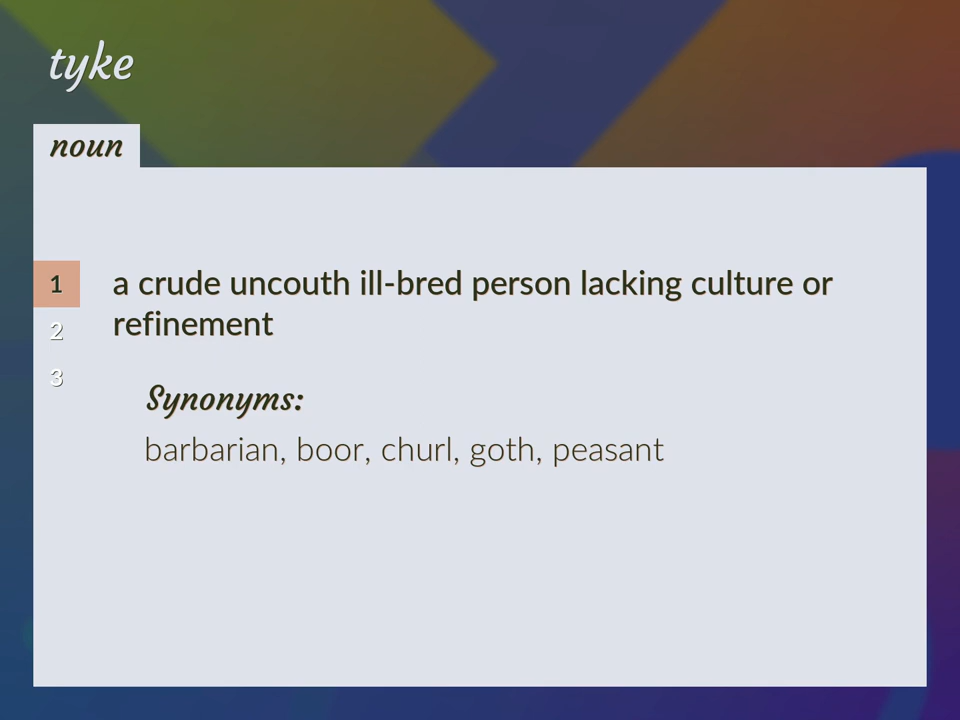 tyke
noun
1
a crude uncouth ill-bred person lacking culture or
refinement
2
3
Synonyms:
barbarian, boor, churl, goth, peasant